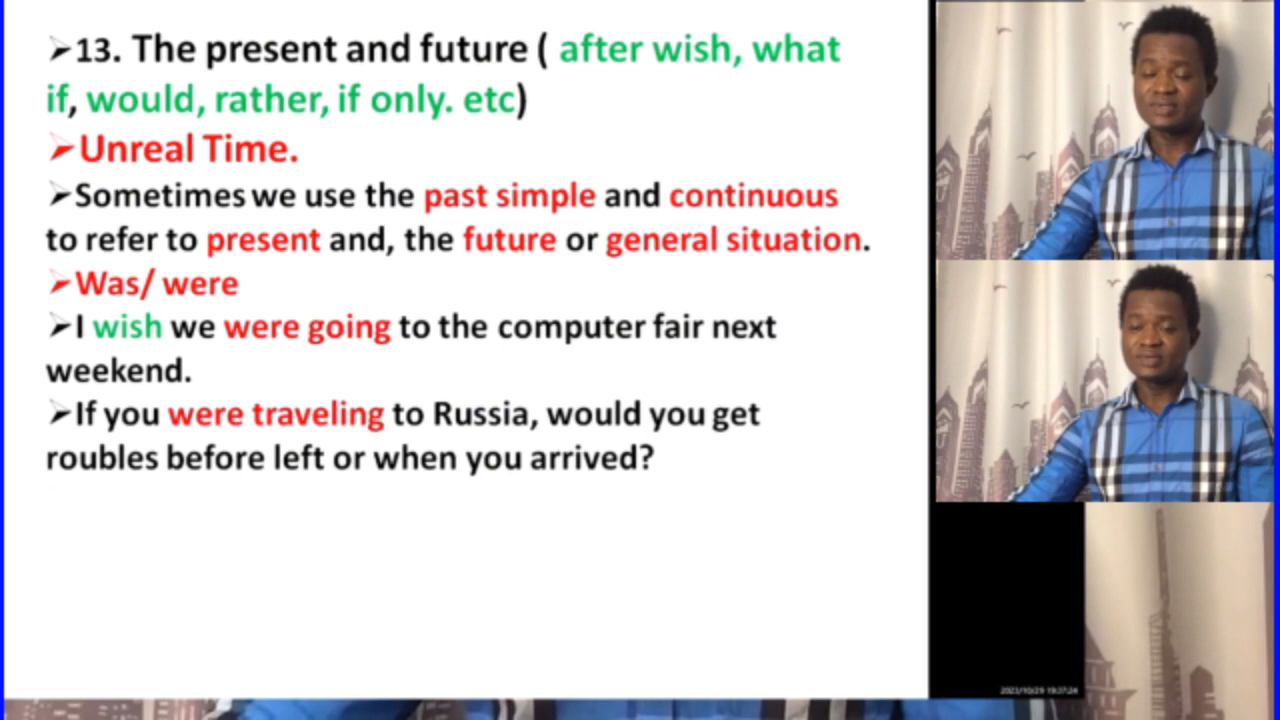 ➢13. The present and future ( after wish, what
if, would, rather, if only. etc)
➢Unreal Time.
➢Sometimes we use the past simple and continuous
to refer to present and, the future or general situation.
➢Was/ were
➢I wish we were going to the computer fair next
weekend.
➢If you were traveling to Russia, would you get
roubles before left or when you arrived?